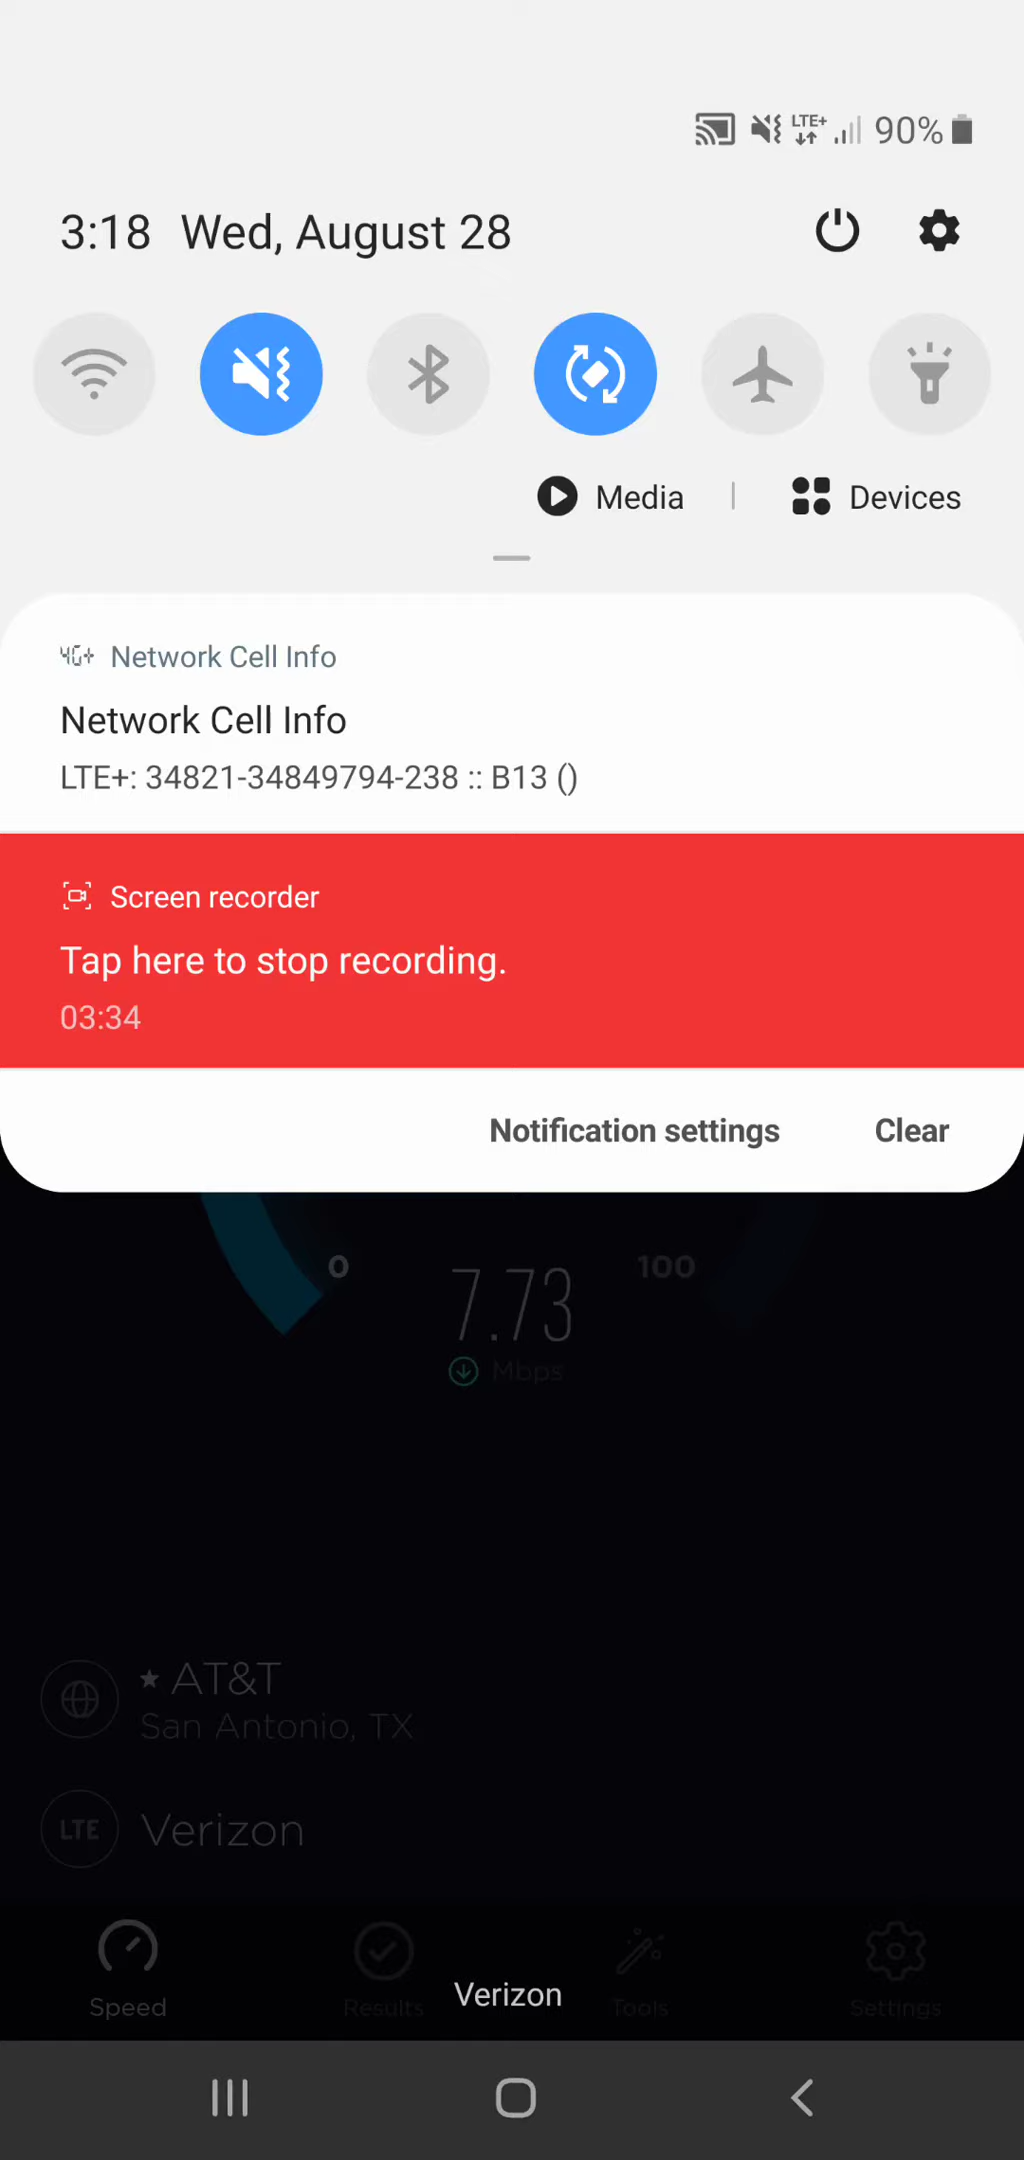 LTE+ 90%
3:18 Wed, August 28
Media | Devices
4G+ Network Cell Info
Network Cell Info
LTE+: 34821-34849794-238 :: B13 ()
Screen recorder
Tap here to stop recording.
03:34
Notification settings Clear
0 7.73 100
Mbps
★ AT&T
San Antonio, TX
LTE Verizon
Speed Results Tools Settings
Verizon